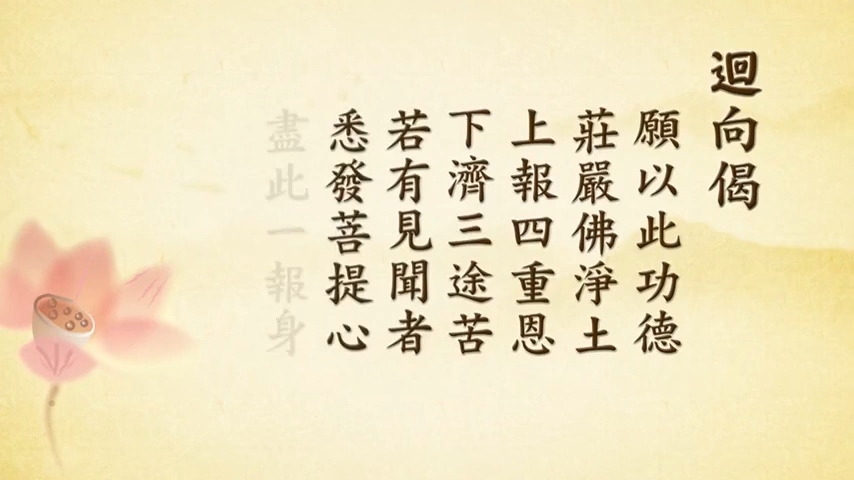 迴向偈
願以此功德
莊嚴佛淨土
上報四重恩
下濟三途苦
若有見聞者
悉發菩提心
盡此一報身